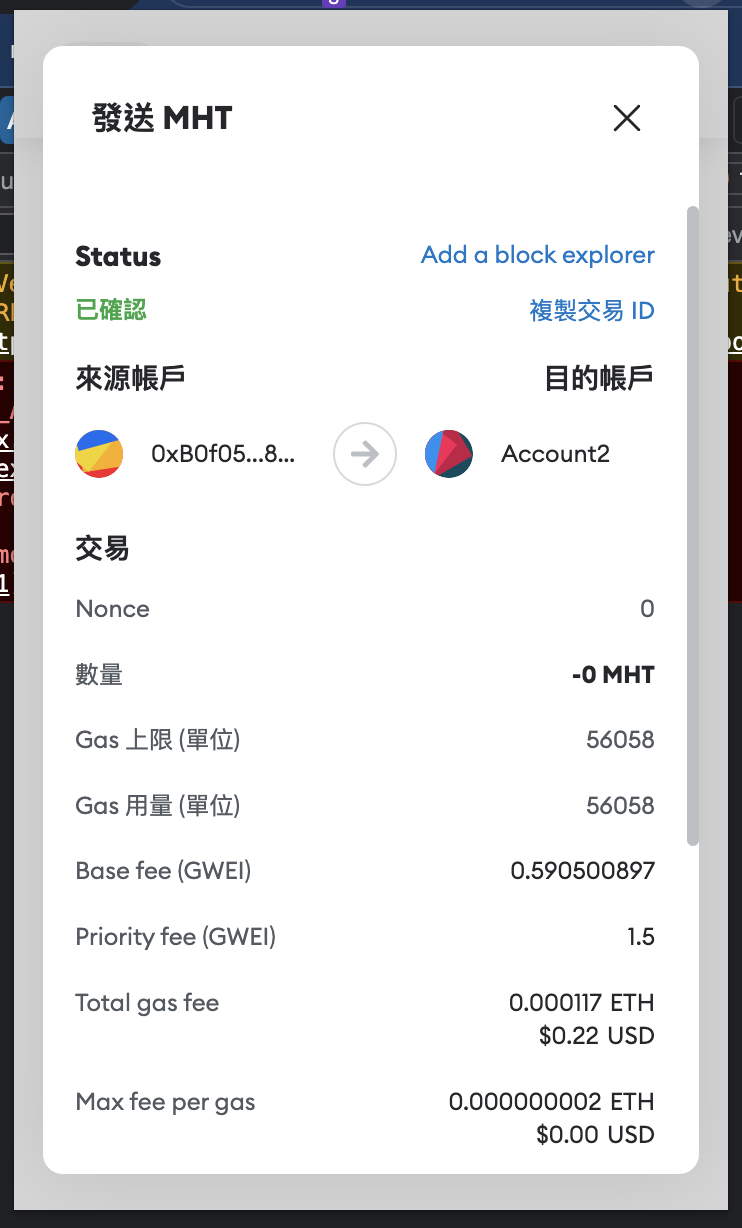 發送 MHT
Status
Add a block explorer
已確認
複製交易 ID
來源帳戶
目的帳戶
0xB0f05...8...
Account2
交易
Nonce
0
數量
-0 MHT
Gas 上限 (單位)
56058
Gas 用量 (單位)
56058
Base fee (GWEI)
0.590500897
Priority fee (GWEI)
1.5
Total gas fee
0.000117 ETH
$0.22 USD
Max fee per gas
0.000000002 ETH
$0.00 USD